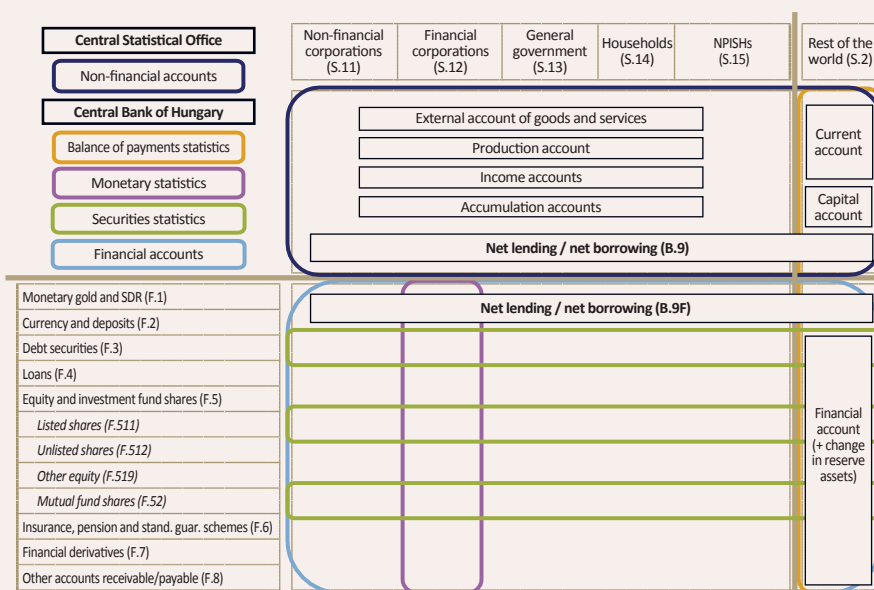 Central Statistical Office
Non-financial accounts
Central Bank of Hungary
Balance of payments statistics
Monetary statistics
Securities statistics
Financial accounts
Non-financial
corporations
(S.11)
Financial
corporations
(S.12)
General
government
(S.13)
Households
(S.14)
NPISHs
(S.15)
Rest of the
world (S.2)
External account of goods and services
Production account
Income accounts
Accumulation accounts
Net lending / net borrowing (B.9)
Current
account
Capital
account
Net lending / net borrowing (B.9F)
Monetary gold and SDR (F.1)
Currency and deposits (F.2)
Debt securities (F.3)
Loans (F.4)
Equity and investment fund shares (F.5)
Listed shares (F.511)
Unlisted shares (F.512)
Other equity (F.519)
Mutual fund shares (F.52)
Insurance, pension and stand. guar. schemes (F.6)
Financial derivatives (F.7)
Other accounts receivable/payable (F.8)
Financial
account
(+ change
in reserve
assets)